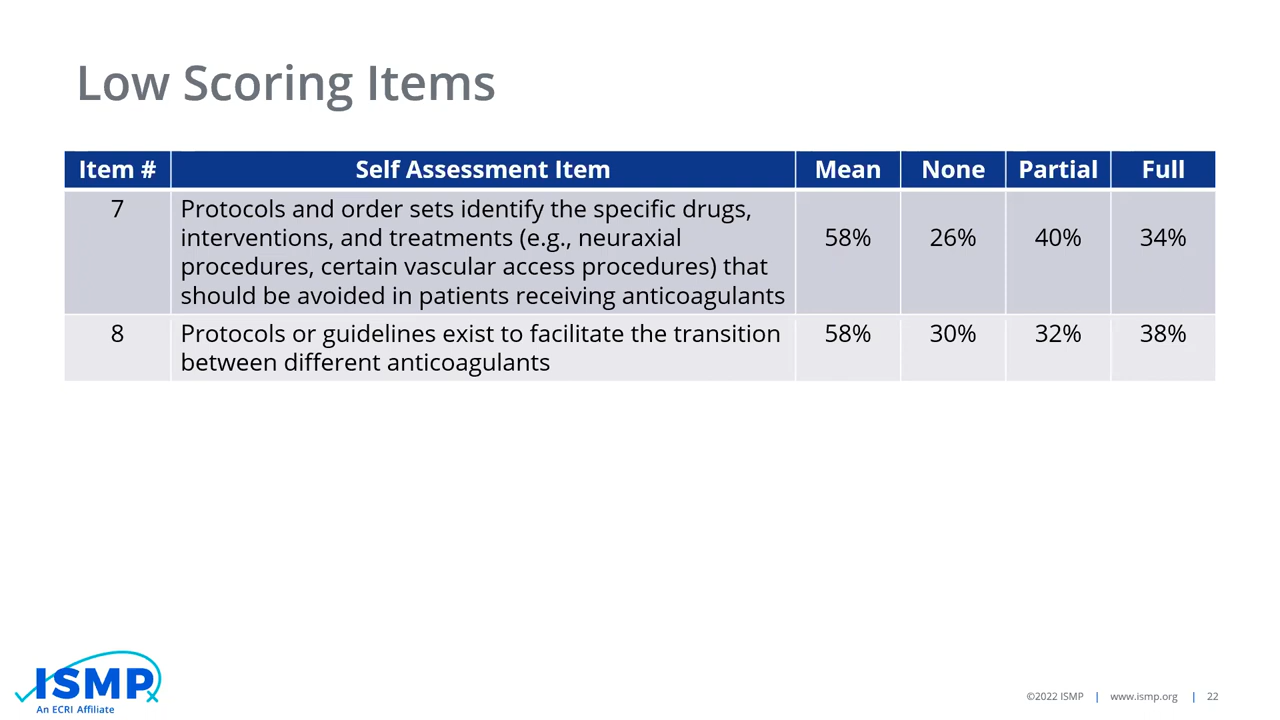 Low Scoring Items
Item # Self Assessment Item Mean None Partial Full
7 Protocols and order sets identify the specific drugs,
interventions, and treatments (e.g., neuraxial 58% 26% 40% 34%
procedures, certain vascular access procedures) that
should be avoided in patients receiving anticoagulants
8 Protocols or guidelines exist to facilitate the transition 58% 30% 32% 38%
between different anticoagulants
ISMP
An ECRI Affiliate
©2022 ISMP | www.ismp.org | 22